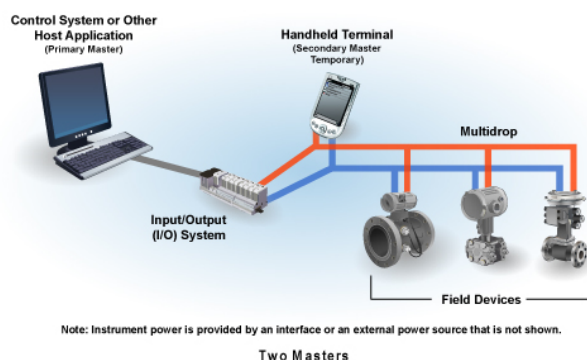 Control System or Other
Host Application
(Primary Master)
Handheld Terminal
(Secondary Master
Temporary)
Multidrop
Input/Output
(I/O) System
Field Devices
Note: Instrument power is provided by an interface or an external power source that is not shown.
Two Masters